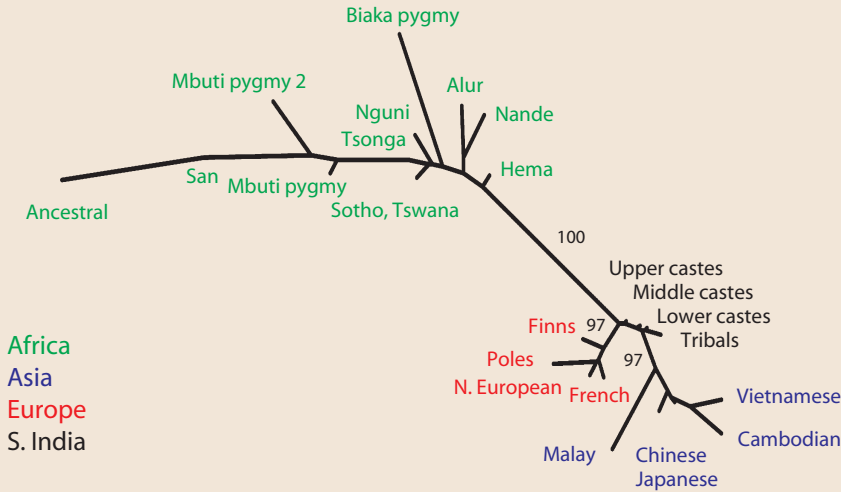 Biaka pygmy
Mbuti pygmy 2
Alur
Nguni
Nande
Tsonga
Hema
San
Mbuti pygmy
Sotho, Tswana
Ancestral
100
Upper castes
Middle castes
Lower castes
Tribals
Finns
97
Poles
97
N. European
French
Africa
Asia
Europe
S. India
Vietnamese
Cambodian
Malay
Chinese
Japanese